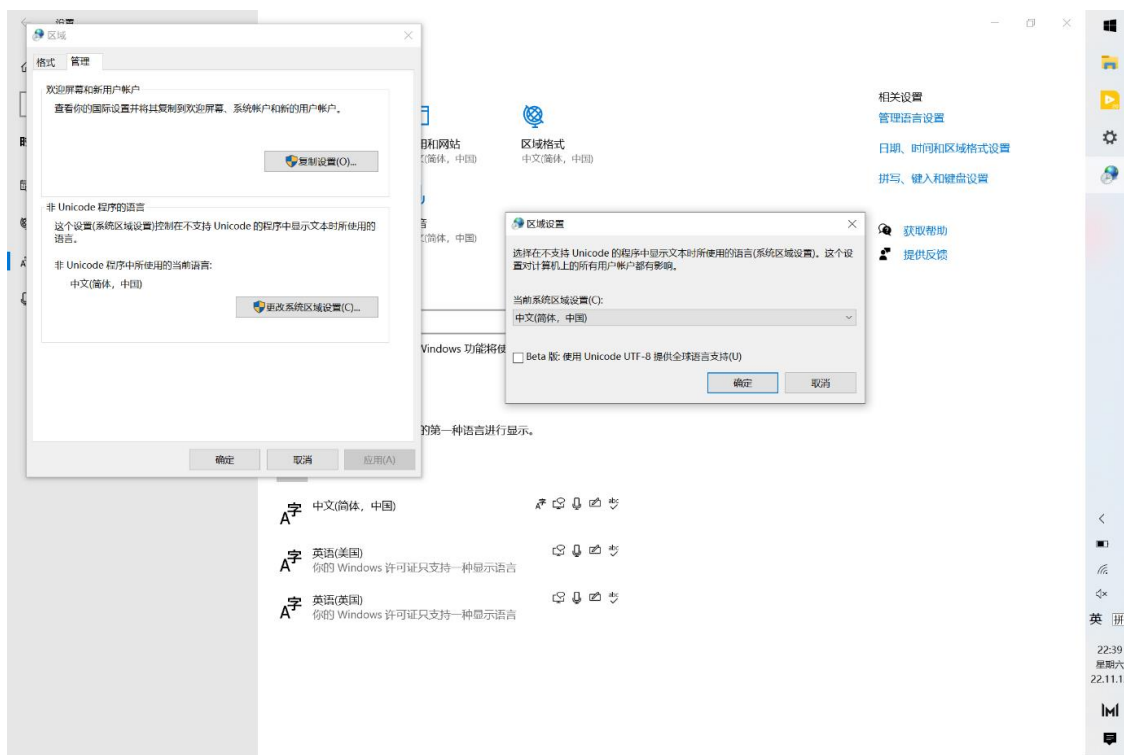 区域
格式
管理
欢迎屏幕和新用户帐户
查看你的国际设置并将其复制到欢迎屏幕、系统帐户和新的用户帐户。
复制设置(O)...
非 Unicode 程序的语言
这个设置(系统区域设置)控制在不支持 Unicode 的程序中显示文本时所使用的
语言。
非 Unicode 程序中所使用的当前语言:
中文(简体，中国)
更改系统区域设置(C)...
确定
取消
应用(A)
用和网站
(简体，中国)
区域格式
中文(简体，中国)
(简体，中国)
Windows 功能将使
的第一种语言进行显示。
区域设置
选择在不支持 Unicode 的程序中显示文本时所使用的语言(系统区域设置)。这个设
置对计算机上的所有用户帐户都有影响。
当前系统区域设置(C):
中文(简体，中国)
Beta 版: 使用 Unicode UTF-8 提供全球语言支持(U)
确定
取消
相关设置
管理语言设置
日期、时间和区域格式设置
拼写、键入和键盘设置
获取帮助
提供反馈
中文(简体，中国)
英语(美国)
你的 Windows 许可证只支持一种显示语言
英语(英国)
你的 Windows 许可证只支持一种显示语言
英 拼
22:39
星期六
22.11.1